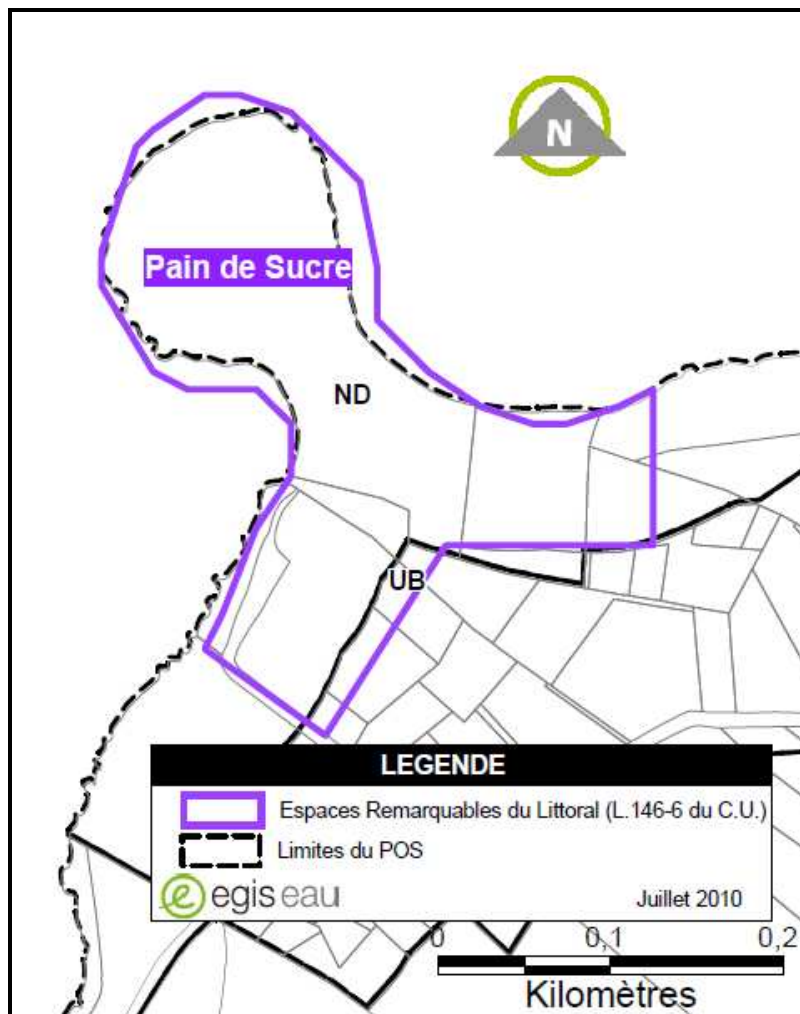 N
Pain de Sucre
ND
UB
LEGENDE
Espaces Remarquables du Littoral (L.146-6 du C.U.)
Limites du POS
e egis eau
Juillet 2010
0 0,1 0,2
Kilomètres